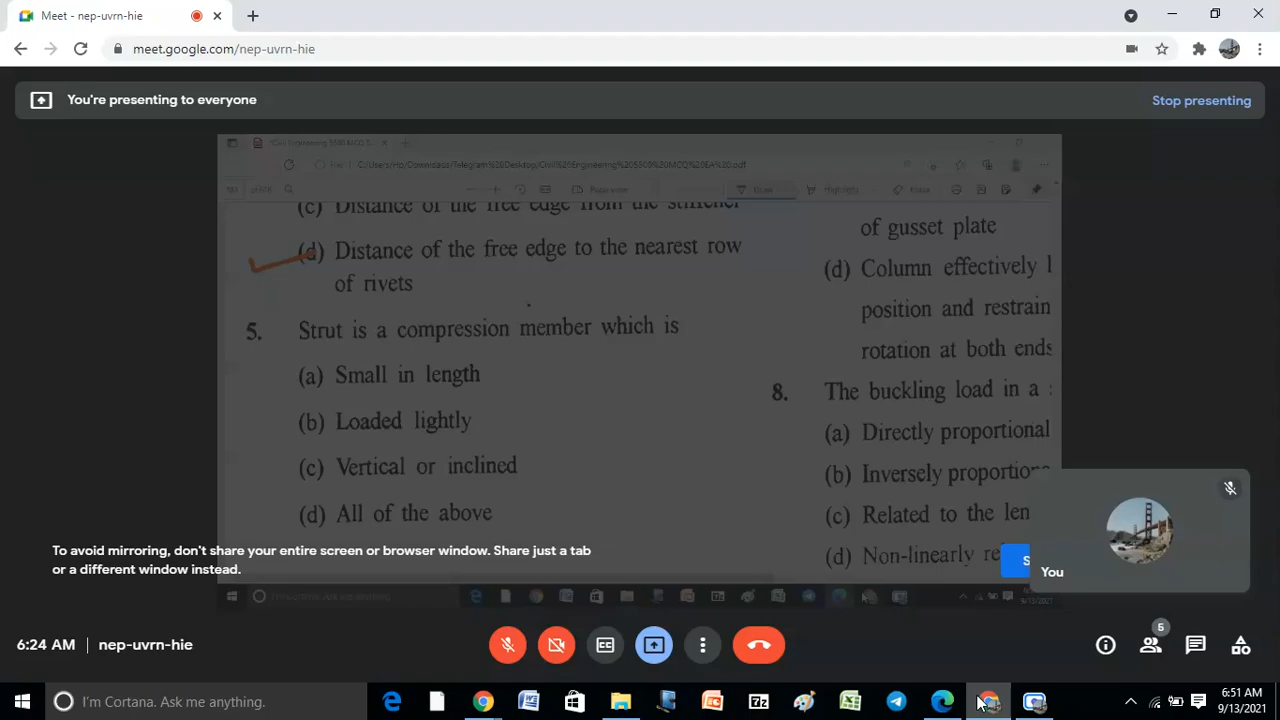 Meet - nep-uvrn-hie
meet.google.com/nep-uvrn-hie
You're presenting to everyone
Stop presenting
(c) Distance of the free edge from the stiffener
(d) Distance of the free edge to the nearest row
of rivets
5. Strut is a compression member which is
(a) Small in length
(b) Loaded lightly
(c) Vertical or inclined
(d) All of the above
of gusset plate
(d) Column effectively
position and restrain
rotation at both ends
8. The buckling load in a
(a) Directly proportional
(b) Inversely
(c) Related to the len
(d) Non-linearly
To avoid mirroring, don't share your entire screen or browser window. Share just a tab
or a different window instead.
S
You
6:24 AM | nep-uvrn-hie
5
I'm Cortana. Ask me anything.
6:51 AM
9/13/2021